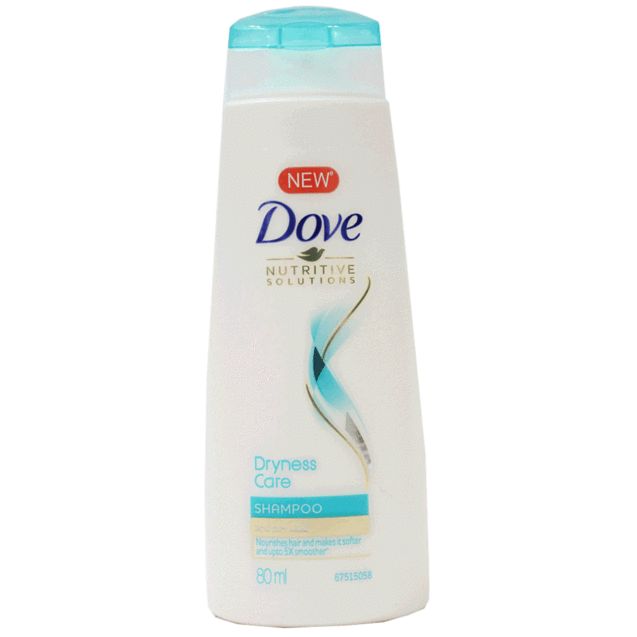 NEW
Dove
NUTRITIVE
SOLUTIONS
Dryness
Care
SHAMPOO
Nourishes hair and makes it softer
and upto 5X smoother*
80ml
67515058